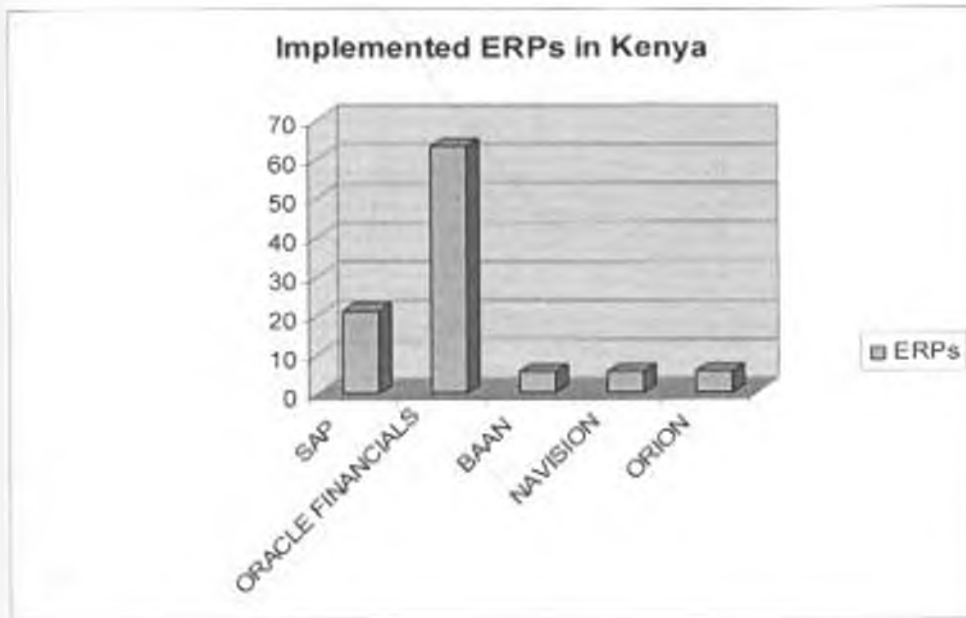 Implemented ERPs in Kenya
70
60
50
40
30
20
10
0
SAP
ORACLE FINANCIALS
BAAN
NAVISION
ORION
ERPs